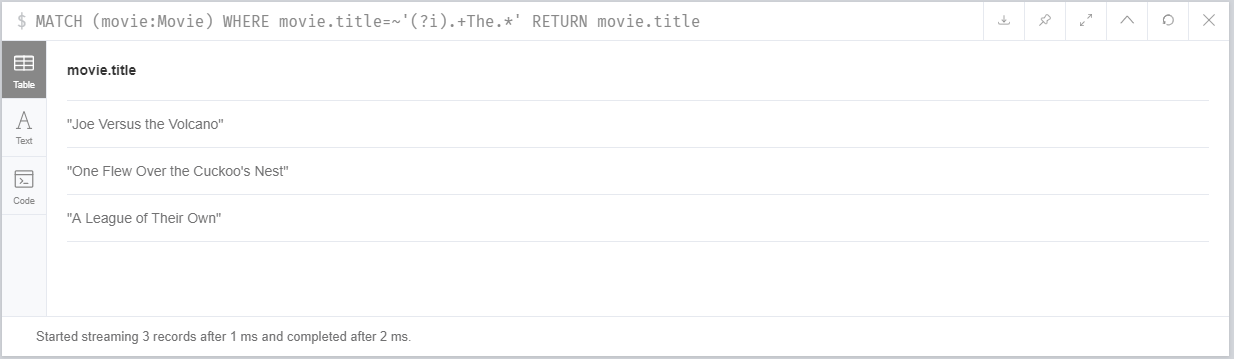 $ MATCH (movie:Movie) WHERE movie.title=~'(?i).+The.*' RETURN movie.title
Table
Text
Code
movie.title
"Joe Versus the Volcano"
"One Flew Over the Cuckoo's Nest"
"A League of Their Own"
Started streaming 3 records after 1 ms and completed after 2 ms.